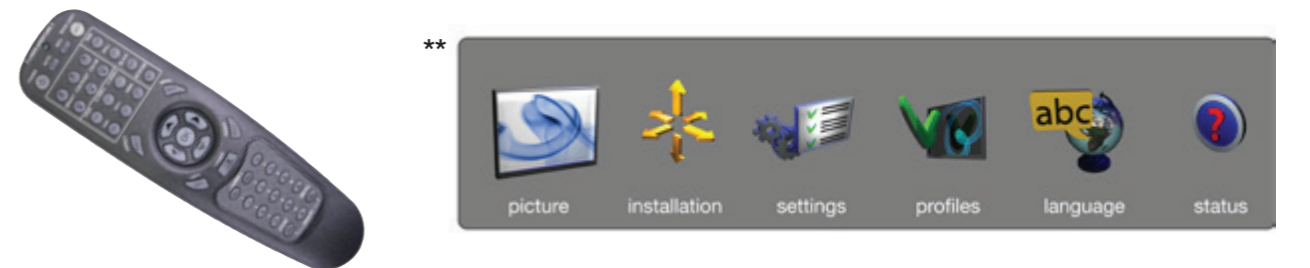 **
abc
?
picture installation settings profiles language status